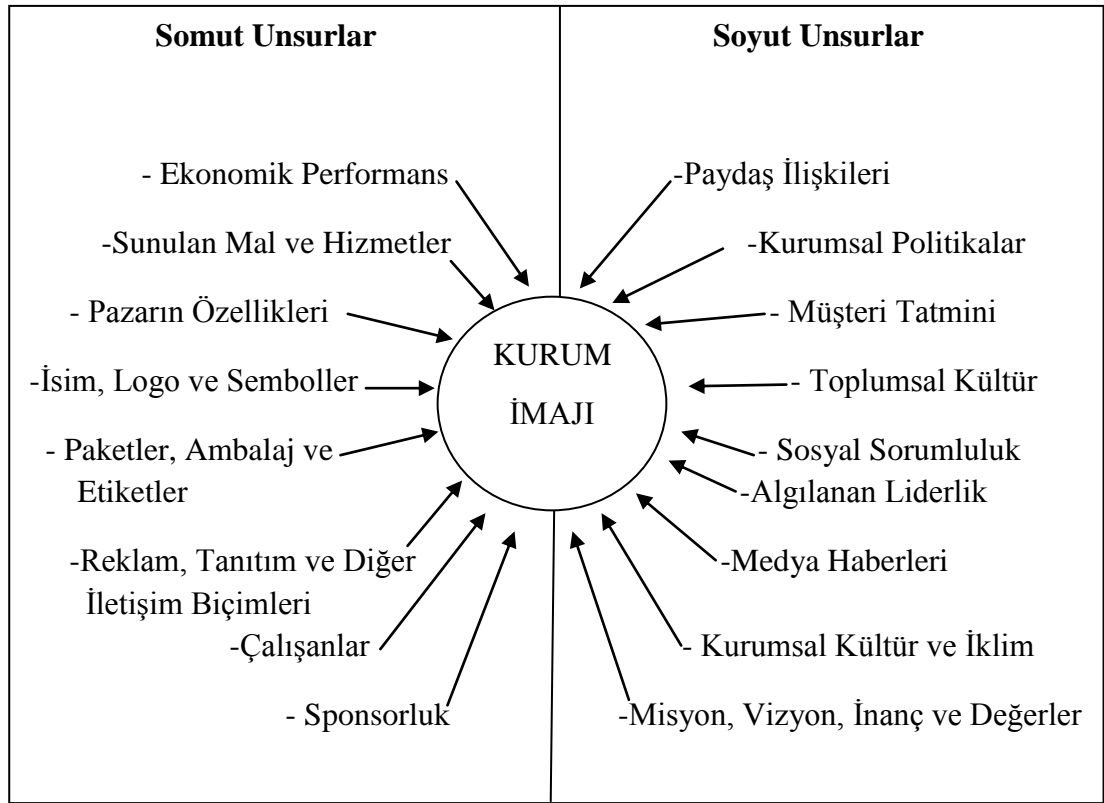 Somut Unsurlar
- Ekonomik Performans
-Sunulan Mal ve Hizmetler
- Pazarın Özellikleri
-İsim, Logo ve Semboller
- Paketler, Ambalaj ve
Etiketler
-Reklam, Tanıtım ve Diğer
İletişim Biçimleri
-Çalışanlar
- Sponsorluk
KURUM
İMAJI
Soyut Unsurlar
-Paydaş İlişkileri
-Kurumsal Politikalar
- Müşteri Tatmini
- Toplumsal Kültür
- Sosyal Sorumluluk
-Algılanan Liderlik
-Medya Haberleri
- Kurumsal Kültür ve İklim
-Misyon, Vizyon, İnanç ve Değerler